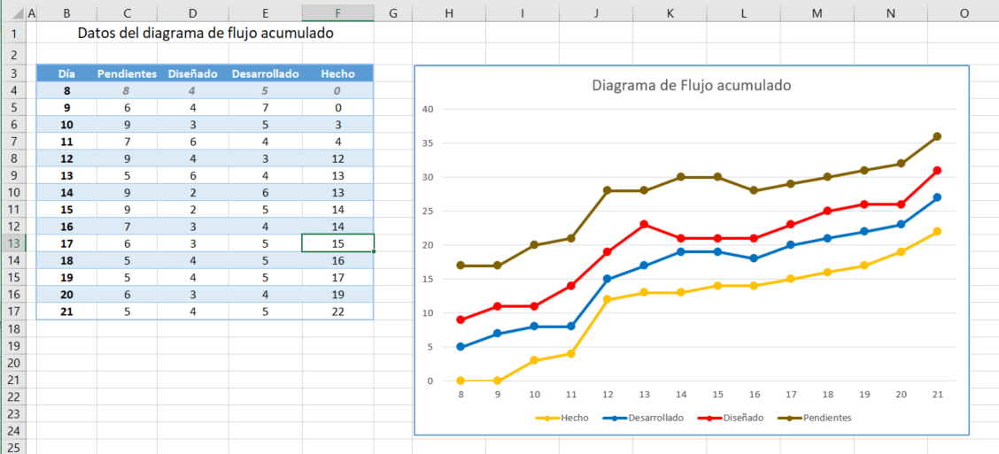 A B C D E F G H I J K L M N O
1 Datos del diagrama de flujo acumulado
2
3 Día Pendientes Diseñado Desarrollado Hecho
4 8 8 4 5 0
5 9 6 4 7 0
6 10 9 3 5 3
7 11 7 6 4 4
8 12 9 4 3 12
9 13 5 6 4 13
10 14 9 2 6 13
11 15 9 2 5 14
12 16 7 3 4 14
13 17 6 3 5 15
14 18 5 4 5 16
15 19 5 4 5 17
16 20 6 3 4 19
17 21 5 4 5 22
18
19
20
21
22
23
24
25
Diagrama de Flujo acumulado
40
35
30
25
20
15
10
5
0
8 9 10 11 12 13 14 15 16 17 18 19 20 21
Hecho Desarrollado Diseñado Pendientes